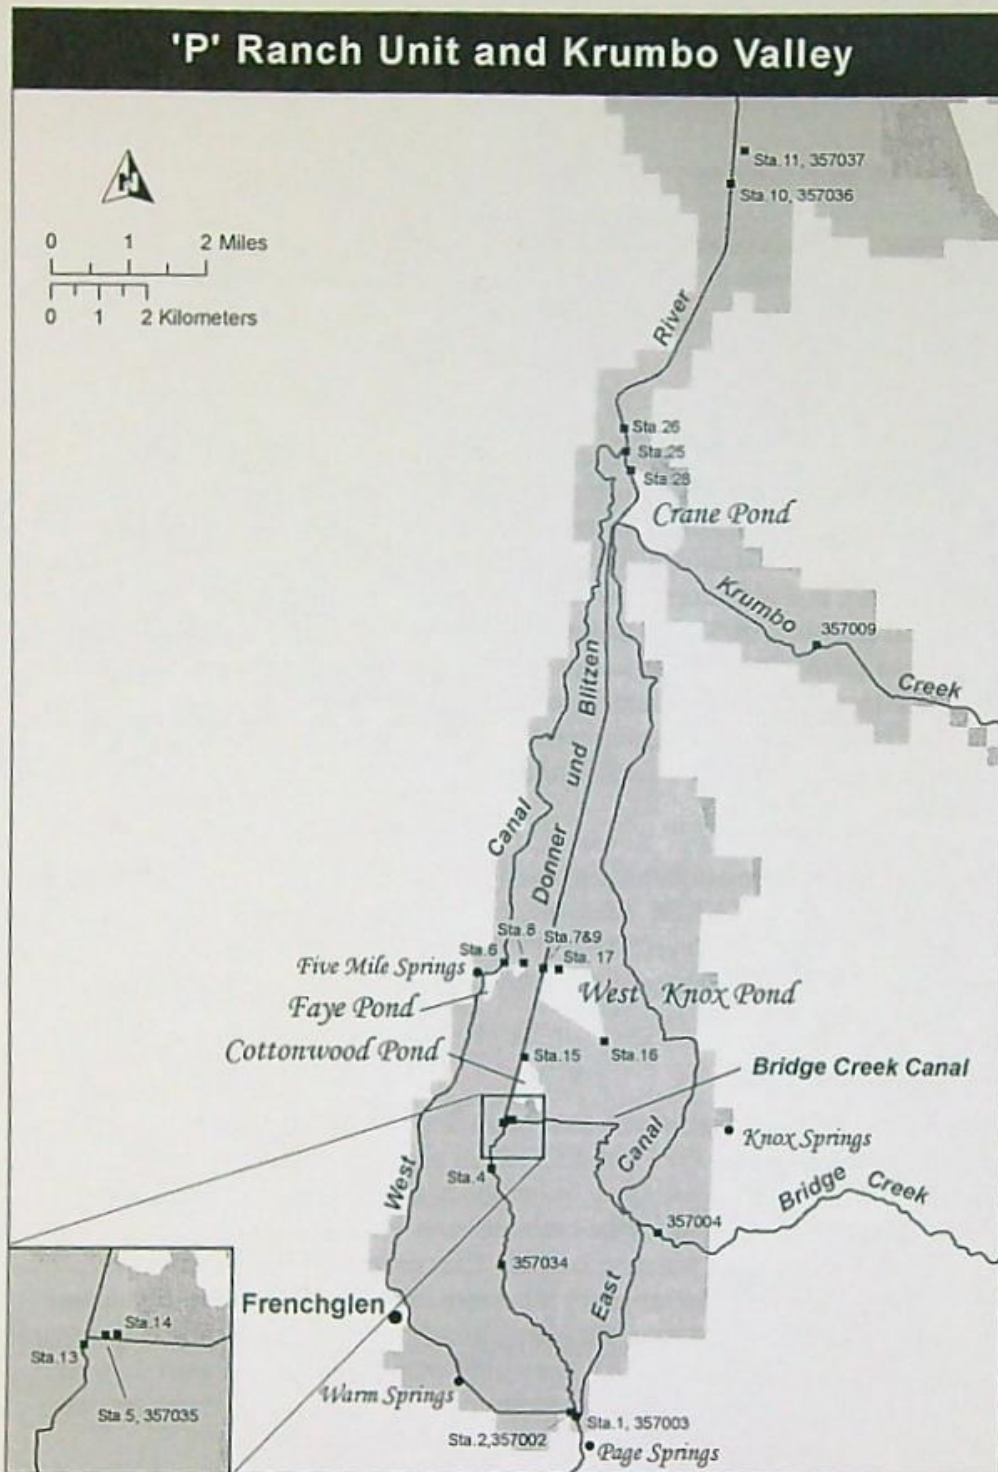 'P' Ranch Unit and Krumbo Valley
N
0 1 2 Miles
0 1 2 Kilometers
Sta.11, 357037
Sta.10, 357036
River
Sta.26
Sta.25
Sta.28
Crane Pond
Krumbo
357009
Creek
Blitzen
und
Canal
Donner
Sta.8
Sta.7&9
Sta.6
Sta. 17
Five Mile Springs
West Knox Pond
Faye Pond
Cottonwood Pond
Sta.15
Sta.16
Bridge Creek Canal
Canal
Knox Springs
Sta.4
West
Bridge Creek
357004
357034
East
Frenchglen
Sta.14
Sta.13
Sta.5, 357035
Warm Springs
Sta.1, 357003
Sta.2,357002
Page Springs